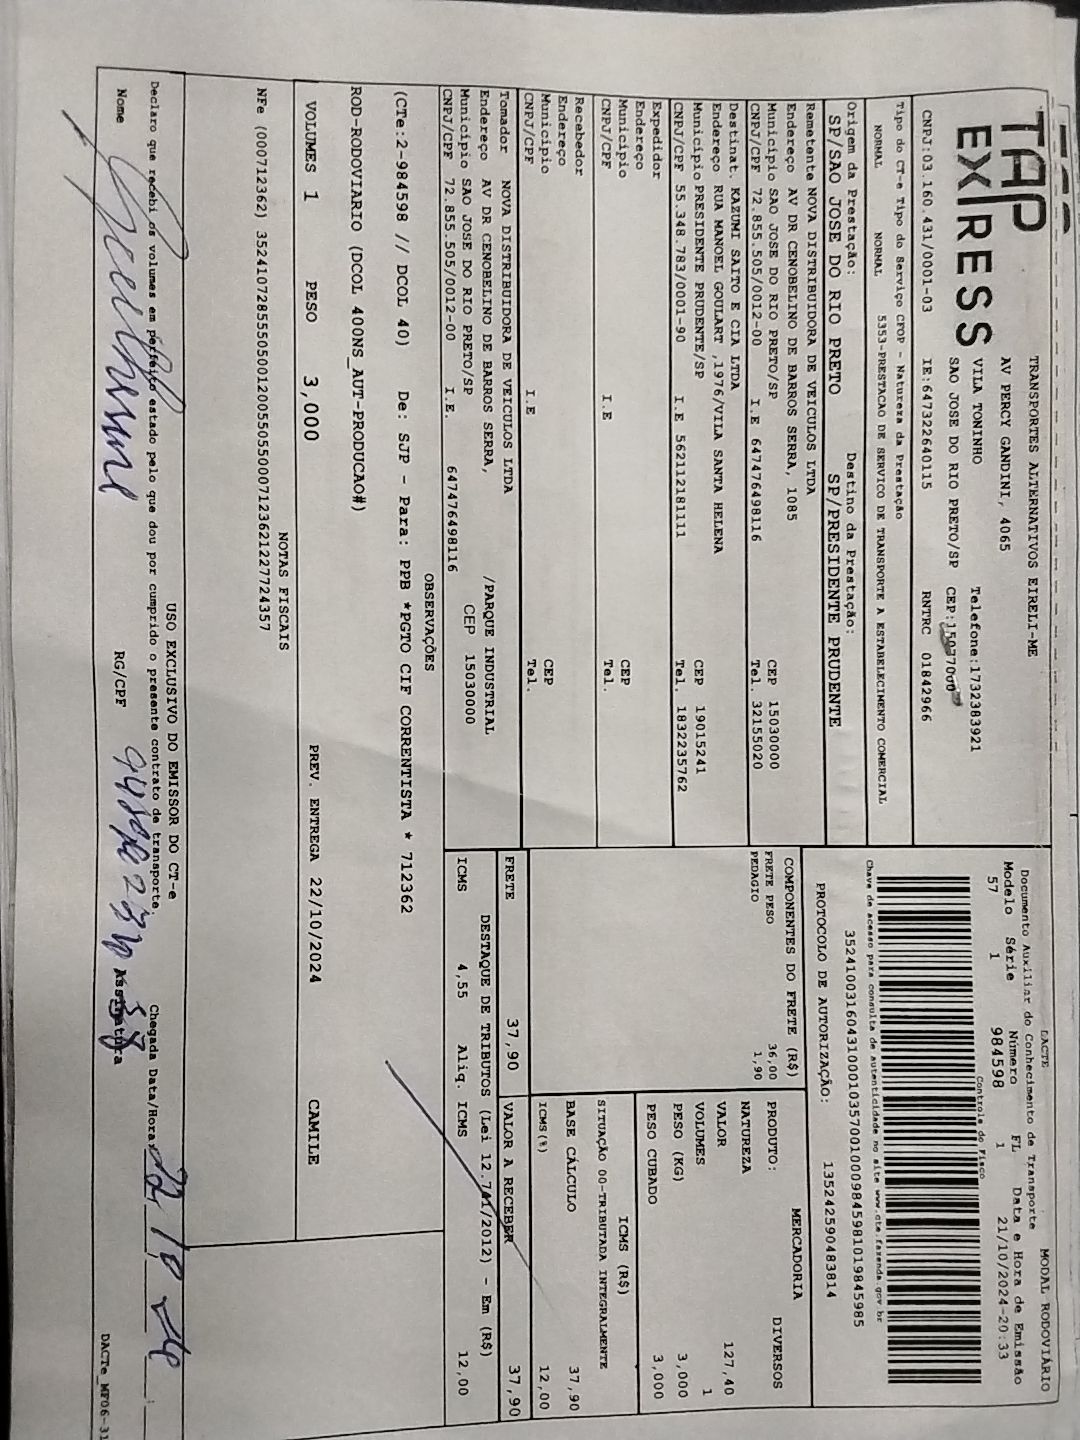 TAP
EXPRESS
TRANSPORTES ALTERNATIVOS EIRELI-ME
AV PERCY GANDINI, 4065
VILA TONINHO Telefone:1732383921
SAO JOSE DO RIO PRETO/SP
CNPJ:03.160.431/0001-03 IE:647322640115 RNTRC 01842966
Tipo do CT-e Tipo do Serviço CFOP - Natureza da Prestação
NORMAL NORMAL 5353-PRESTACAO DE SERVICO DE TRANSPORTE A ESTABELECIMENTO COMERCIAL
Origem da Prestação: Destino da Prestação:
SP/SAO JOSE DO RIO PRETO SP/PRESIDENTE PRUDENTE
Remetente NOVA DISTRIBUIDORA DE VEICULOS LTDA
Endereço AV DR CENOBELINO DE BARROS SERRA, 1085
Município SAO JOSE DO RIO PRETO/SP CEP 15030000
CNPJ/CPF 72.855.505/0012-00 I.E 647476498116 Tel. 32155020
Destinat. KAZUMI SAITO E CIA LTDA
Endereço RUA MANOEL GOULART ,1976/VILA SANTA HELENA
Município PRESIDENTE PRUDENTE/SP CEP 19015241
CNPJ/CPF 55.348.783/0001-90 I.E 562112181111 Tel. 1832235762
Expedidor
Endereço
Município CEP
CNPJ/CPF I.E Tel.
Recebedor
Endereço
Município CEP
CNPJ/CPF I.E Tel.
Tomador NOVA DISTRIBUIDORA DE VEICULOS LTDA
Endereço AV DR CENOBELINO DE BARROS SERRA, /PARQUE INDUSTRIAL
Município SAO JOSE DO RIO PRETO/SP CEP 15030000
CNPJ/CPF 72.855.505/0012-00 I.E. 647476498116
MODAL RODOVIÁRIO
DACTE
Documento Auxiliar do Conhecimento de Transporte
Modelo Série Número FL Data e Hora de Emissão
57 1 984598 1 21/10/2024-20:33
Controle do Fisco
Chave de acesso para consulta de autenticidade no site www.cte.fazenda.gov.br
35241003160431000103570010009845981019845985
PROTOCOLO DE AUTORIZAÇÃO: 135242590483814
COMPONENTES DO FRETE (R$)
FRETE PESO 36,00
PEDAGIO 1,90
MERCADORIA
PRODUTO: DIVERSOS
NATUREZA
VALOR 127,40
VOLUMES 1
PESO (KG) 3,000
PESO CUBADO 3,000
ICMS (R$)
SITUAÇÃO 00-TRIBUTADA INTEGRALMENTE
BASE CÁLCULO 37,90
ICMS(%) 12,00
FRETE 37,90 VALOR A RECEBER 37,90
DESTAQUE DE TRIBUTOS (Lei 12.741/2012) - Em (R$)
ICMS 4,55 Aliq. ICMS 12,00
OBSERVAÇÕES
(CTe:2-984598 // DCOL 40) De: SJP - Para: PPB *PGTO CIF CORRENTISTA * 712362
ROD-RODOVIARIO (DCOL 400NS_AUT-PRODUCAO#)
VOLUMES 1 PESO 3,000 PREV. ENTREGA 22/10/2024 CAMILE
NOTAS FISCAIS
NFe (000712362) 35241072855505001200550550007123621227724357
USO EXCLUSIVO DO EMISSOR DO CT-e
Declaro que recebi os volumes em perfeito estado pelo que dou por cumprido o presente contrato de transporte. Chegada Data/Hora 22/10 24
Nome RG/CPF Assinatura
DACTe_MF06-31